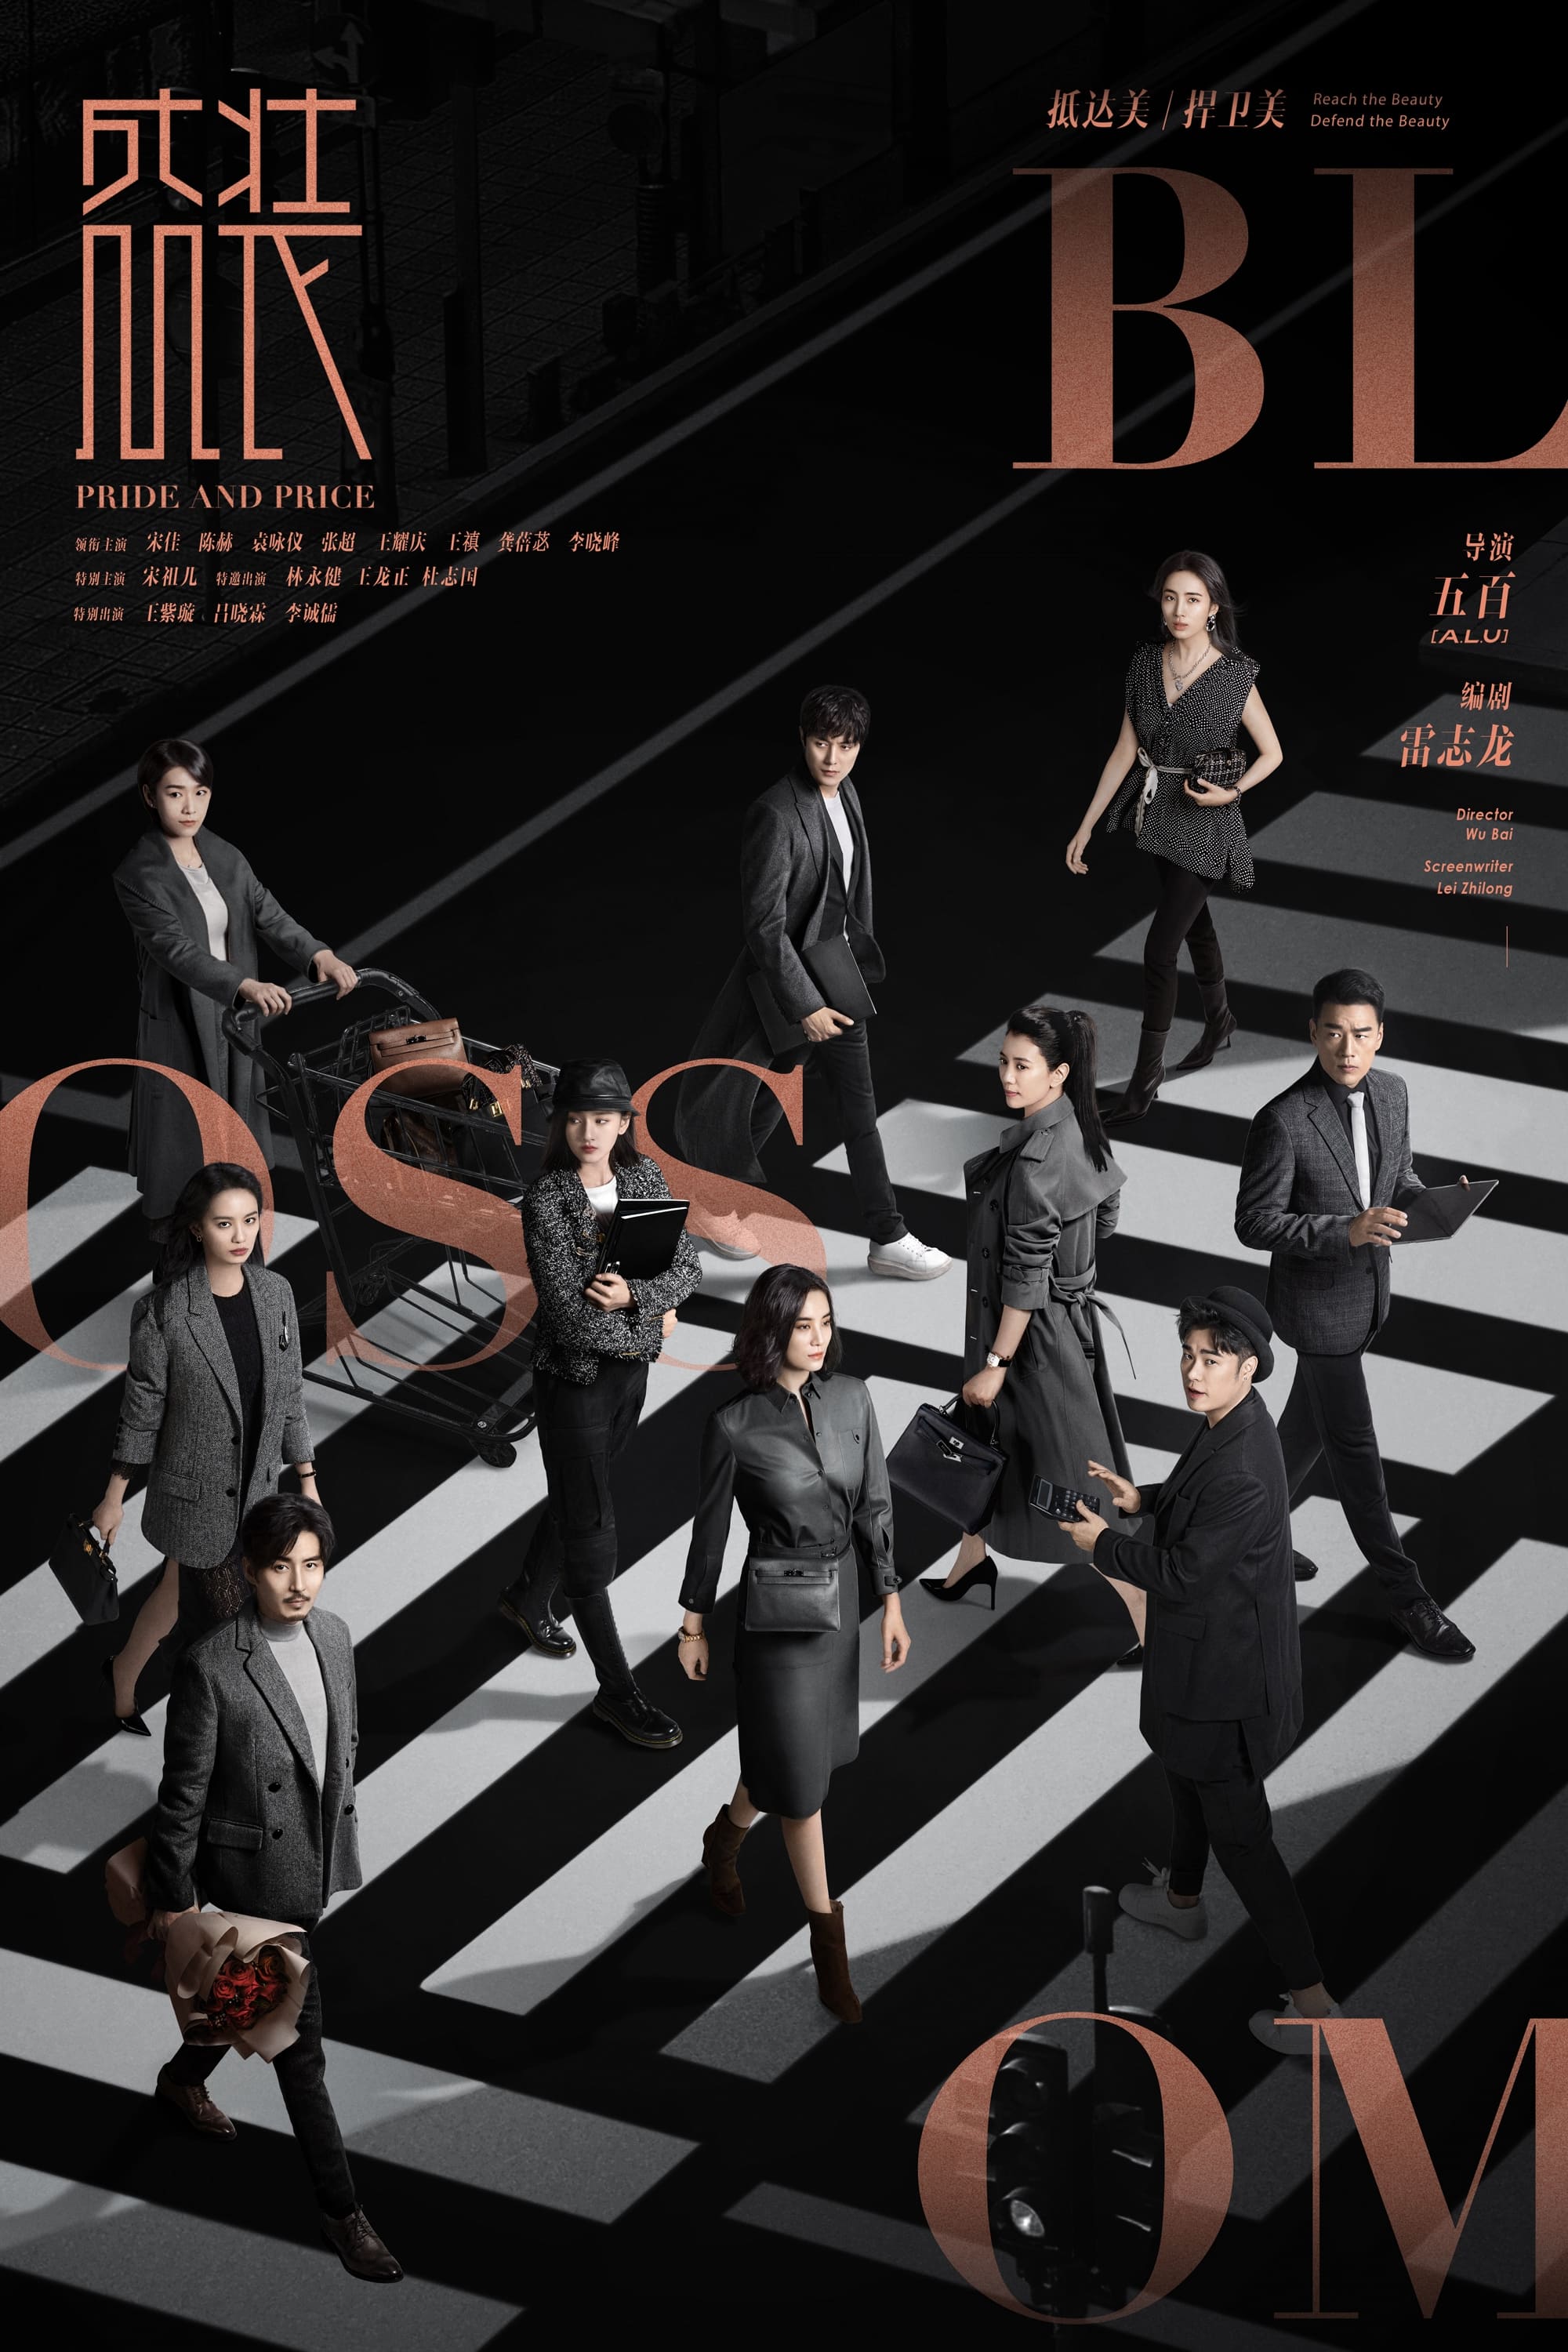 盛装
PRIDE AND PRICE
领衔主演 宋佳 陈赫 袁咏仪 张超 王耀庆 王禛 龚蓓苾 李晓峰
特别主演 宋祖儿 特邀出演 林永健 王龙正 杜志国
特别出演 王紫璇 吕晓霖 李诚儒
抵达美 / 捍卫美
Reach the Beauty
Defend the Beauty
BL
导演
五百
[A.L.U]
编剧
雷志龙
Director
Wu Bai
Screenwriter
Lei Zhilong
OSS
OM